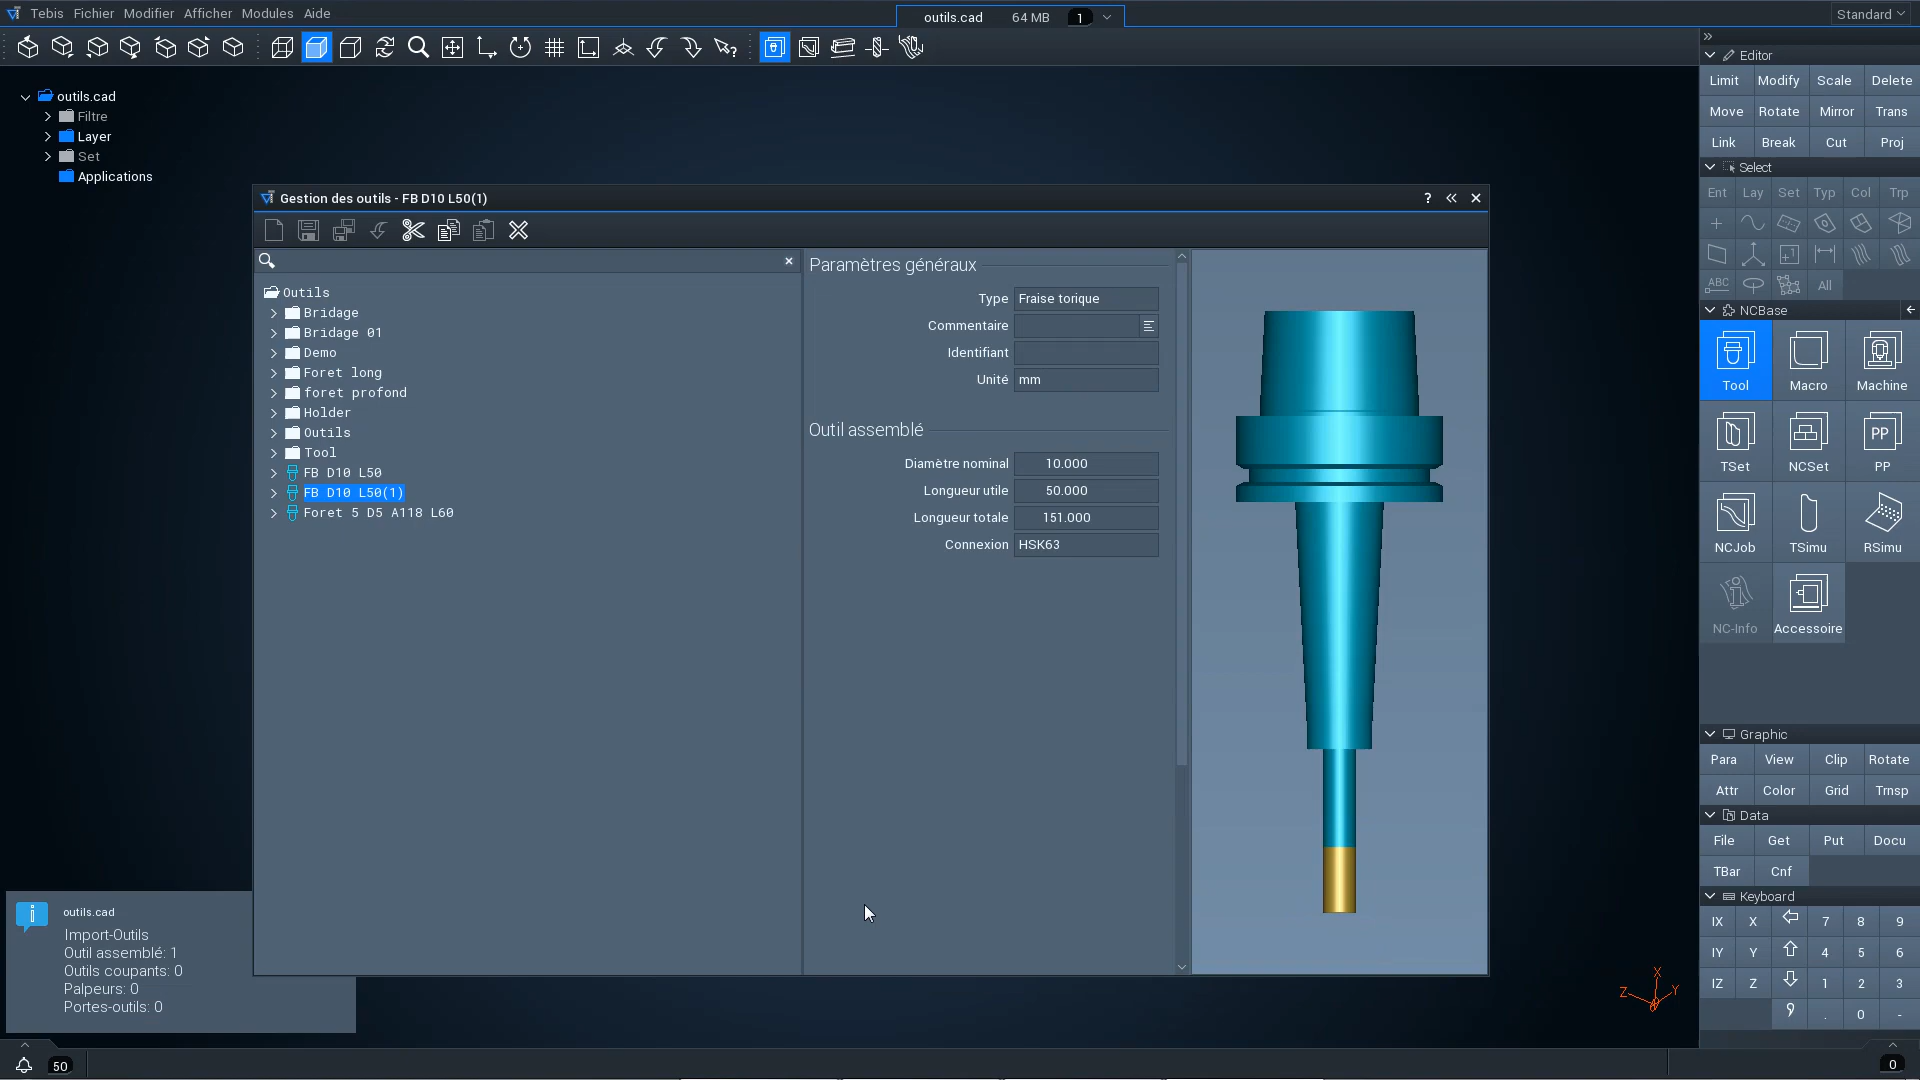 Tebis Fichier Modifier Afficher Modules Aide
outils.cad 64 MB 1
Standard
outils.cad
Filtre
Layer
Set
Applications
Gestion des outils - FB D10 L50(1)
Outils
Bridage
Bridage 01
Demo
Foret long
foret profond
Holder
Outils
Tool
FB D10 L50
FB D10 L50(1)
Foret 5 D5 A118 L60
Paramètres généraux
Type Fraise torique
Commentaire
Identifiant
Unité mm
Outil assemblé
Diamètre nominal 10.000
Longueur utile 50.000
Longueur totale 151.000
Connexion HSK63
outils.cad
Import-Outils
Outil assemblé: 1
Outils coupants: 0
Palpeurs: 0
Portes-outils: 0
50
Editor
Limit Modify Scale Delete
Move Rotate Mirror Trans
Link Break Cut Proj
Select
Ent Lay Set Typ Col Trp
ABC All
NCBase
Tool Macro Machine
TSet NCSet PP
NCJob TSimu RSimu
NC-Info Accessoire
Graphic
Para View Clip Rotate
Attr Color Grid Trnsp
Data
File Get Put Docu
TBar Cnf
Keyboard
IX X 7 8 9
IY Y 4 5 6
IZ Z 1 2 3
, . 0 -
X
Z Y
0